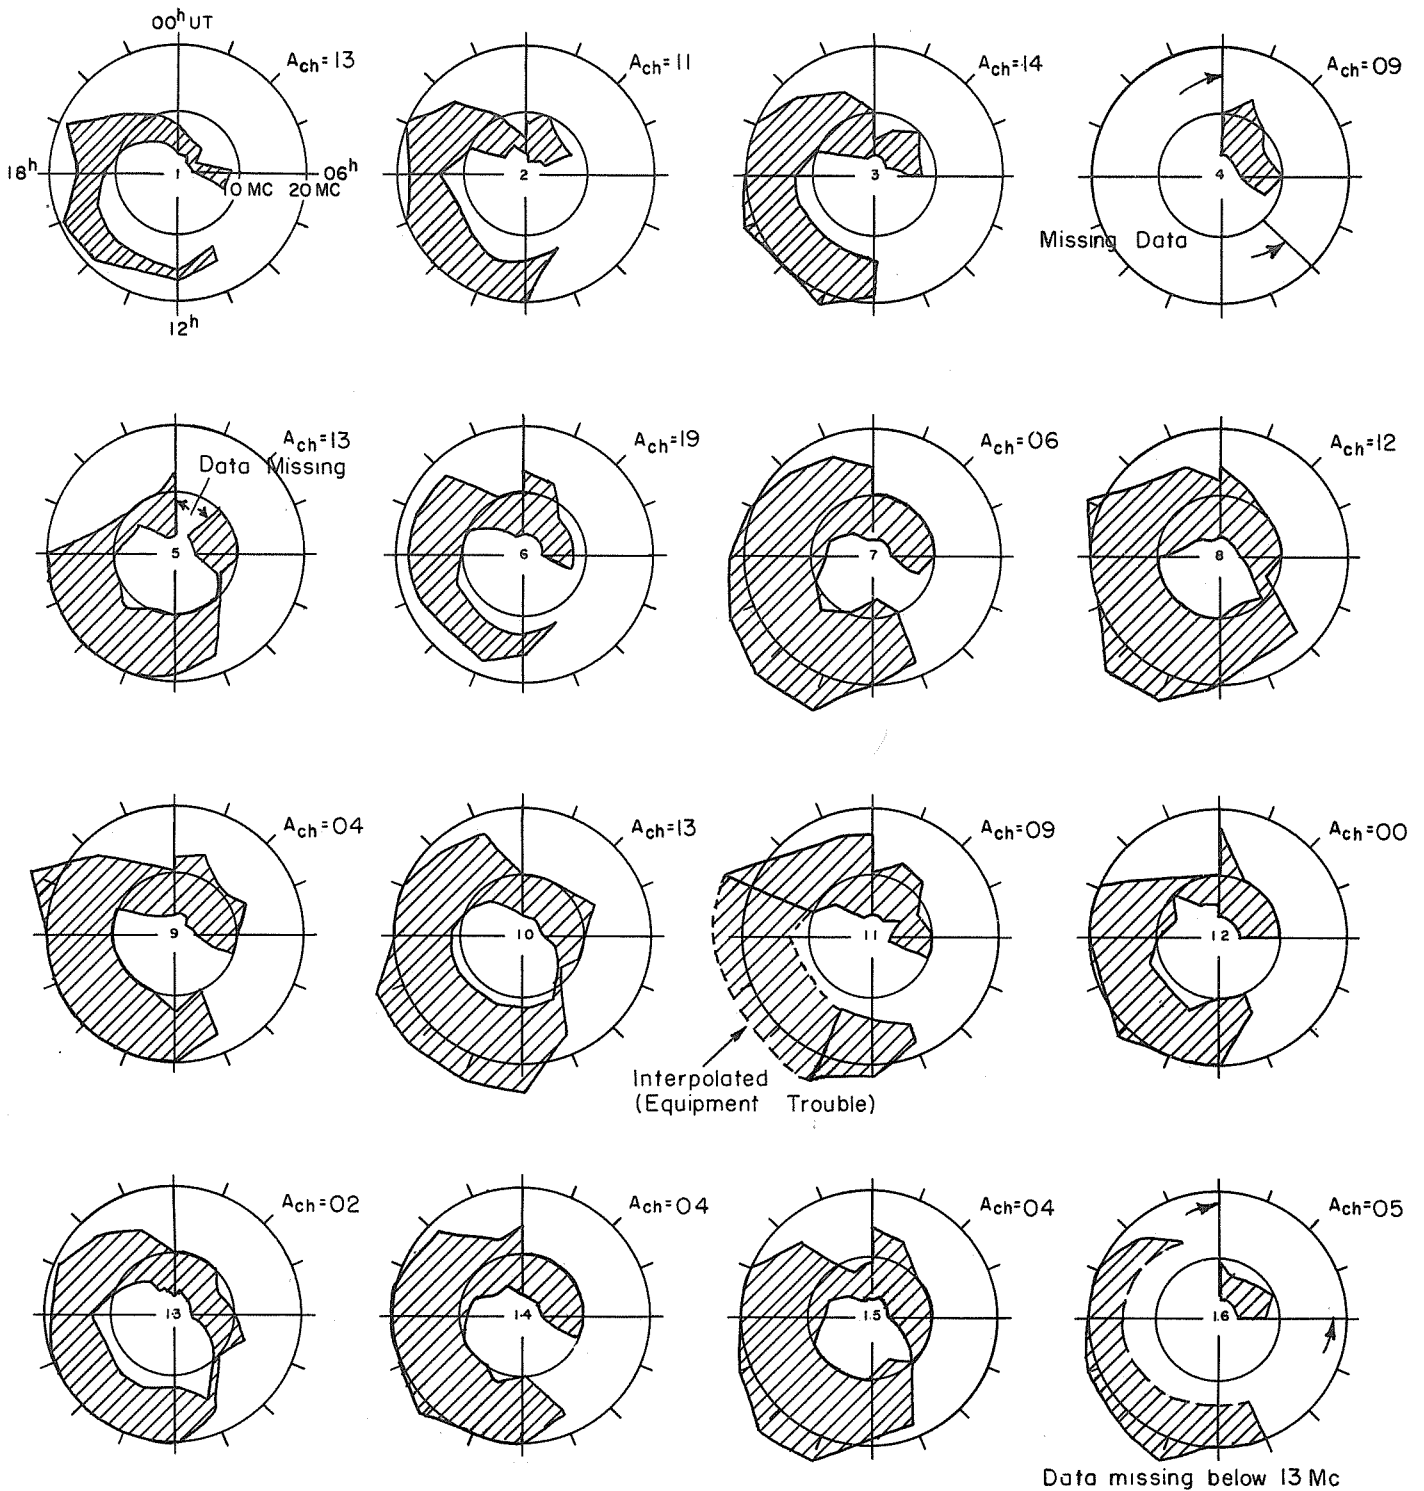 00h UT
Ach=13
Ach=11
Ach=14
Ach=09
18h
1
06h
2
3
4
0 MC
20 MC
Missing Data
12h
Ach=13
Data Missing
Ach=19
Ach=06
Ach=12
5
6
7
8
Ach=04
Ach=13
Ach=09
Ach=00
9
10
11
12
Interpolated
(Equipment Trouble)
Ach=02
Ach=04
Ach=04
Ach=05
13
14
15
16
Data missing below 13 Mc